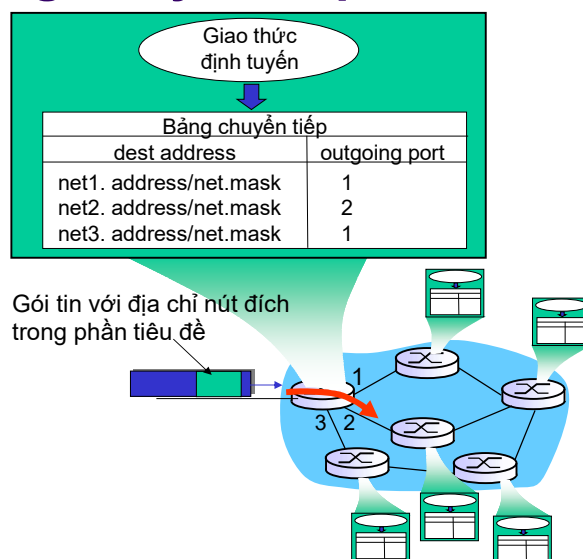 Giao thức
định tuyến
Bảng chuyển tiếp
dest address outgoing port
net1. address/net.mask 1
net2. address/net.mask 2
net3. address/net.mask 1
Gói tin với địa chỉ nút đích
trong phần tiêu đề
1
3 2